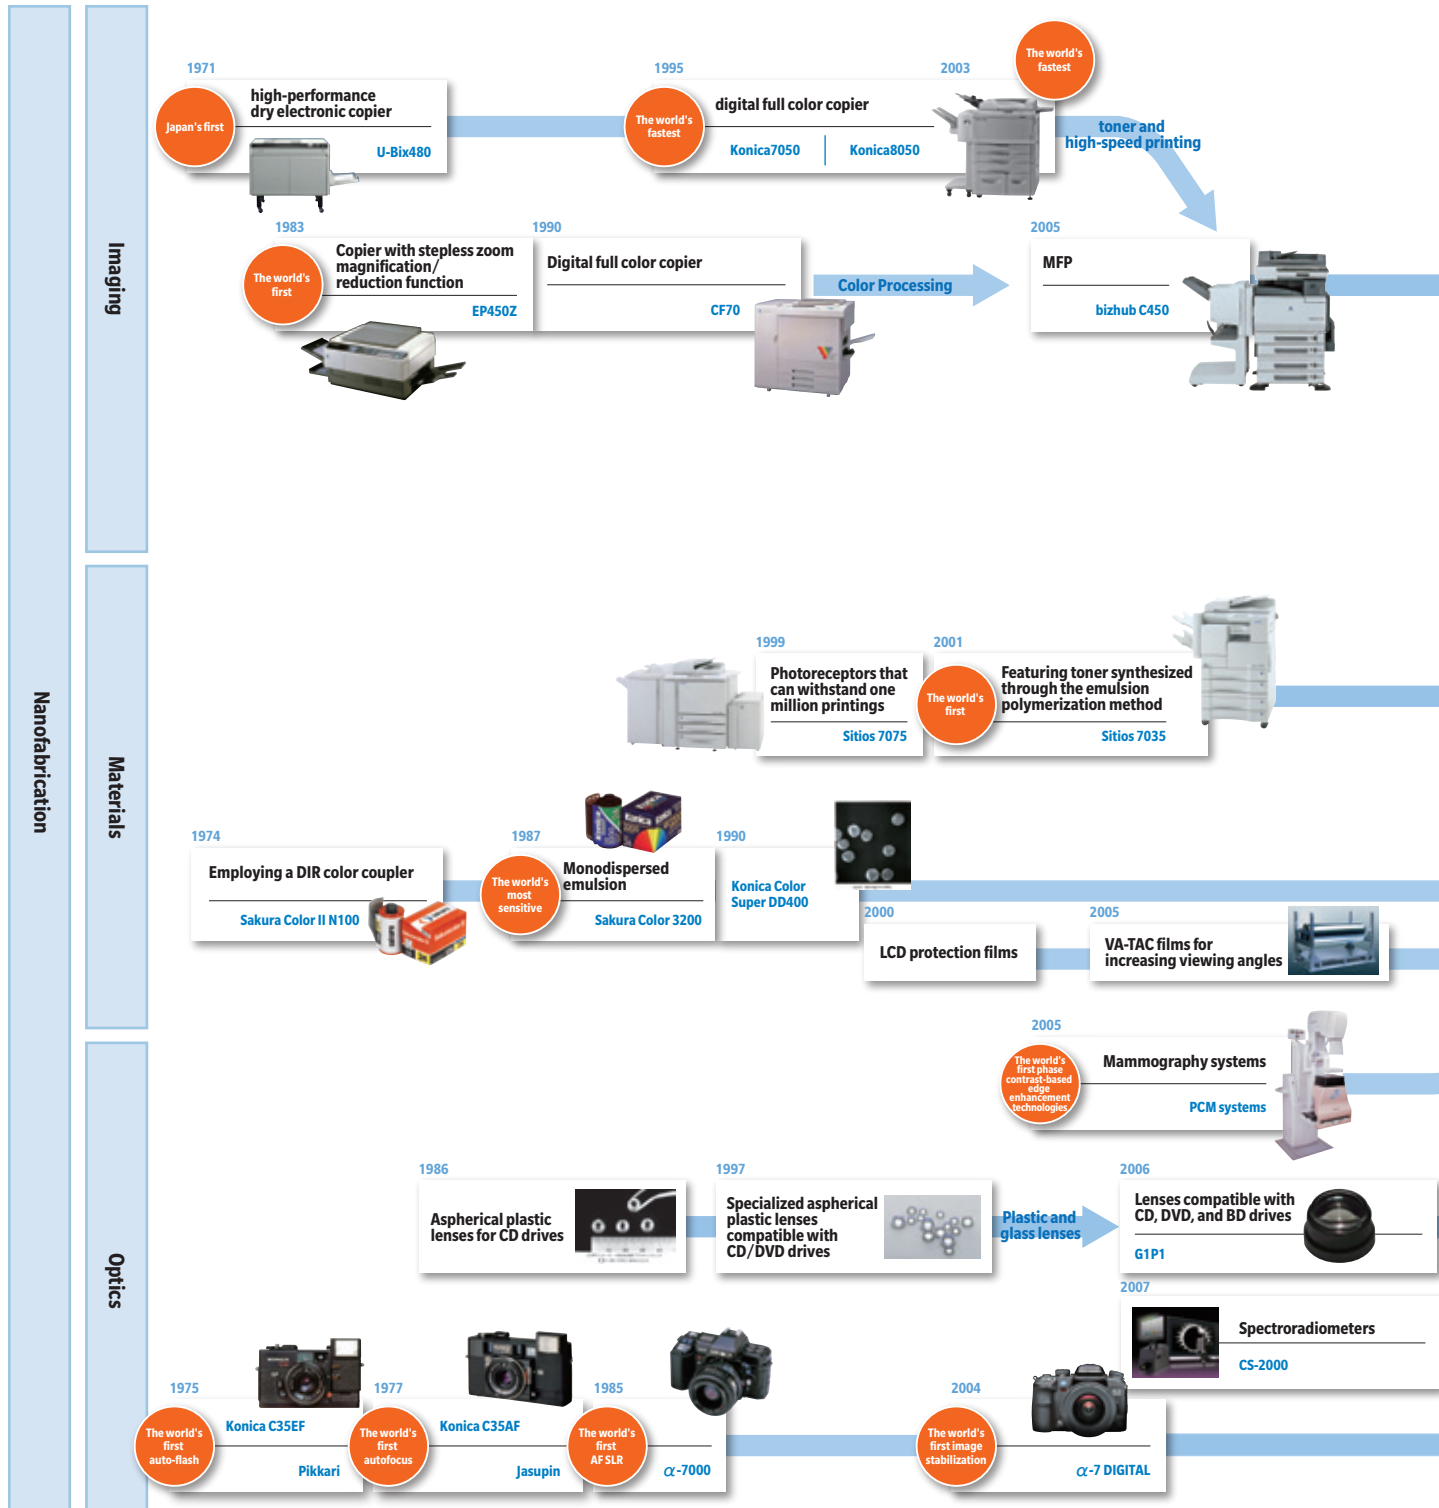 Nanofabrication
Imaging
1971
Japan's first
high-performance
dry electronic copier
U-Bix480
1995
The world's
fastest
digital full color copier
Konica7050
Konica8050
2003
The world's
fastest
toner and
high-speed printing
1983
The world's
first
Copier with stepless zoom
magnification/
reduction function
EP450Z
1990
Digital full color copier
CF70
Color Processing
2005
MFP
bizhub C450
Materials
1999
Photoreceptors that
can withstand one
million printings
Sitios 7075
2001
The world's
first
Featuring toner synthesized
through the emulsion
polymerization method
Sitios 7035
1974
Employing a DIR color coupler
Sakura Color II N100
1987
The world's
most
sensitive
Monodispersed
emulsion
Sakura Color 3200
1990
Konica Color
Super DD400
2000
LCD protection films
2005
VA-TAC films for
increasing viewing angles
Optics
2005
The world's
first phase
contrast-based
edge
enhancement
technologies
Mammography systems
PCM systems
1986
Aspherical plastic
lenses for CD drives
1997
Specialized aspherical
plastic lenses
compatible with
CD/DVD drives
Plastic and
glass lenses
2006
Lenses compatible with
CD, DVD, and BD drives
G1P1
2007
Spectroradiometers
CS-2000
1975
The world's
first
auto-flash
Konica C35EF
Pikkari
1977
The world's
first
autofocus
Konica C35AF
Jasupin
1985
The world's
first
AF SLR
α-7000
2004
The world's
first image
stabilization
α-7 DIGITAL